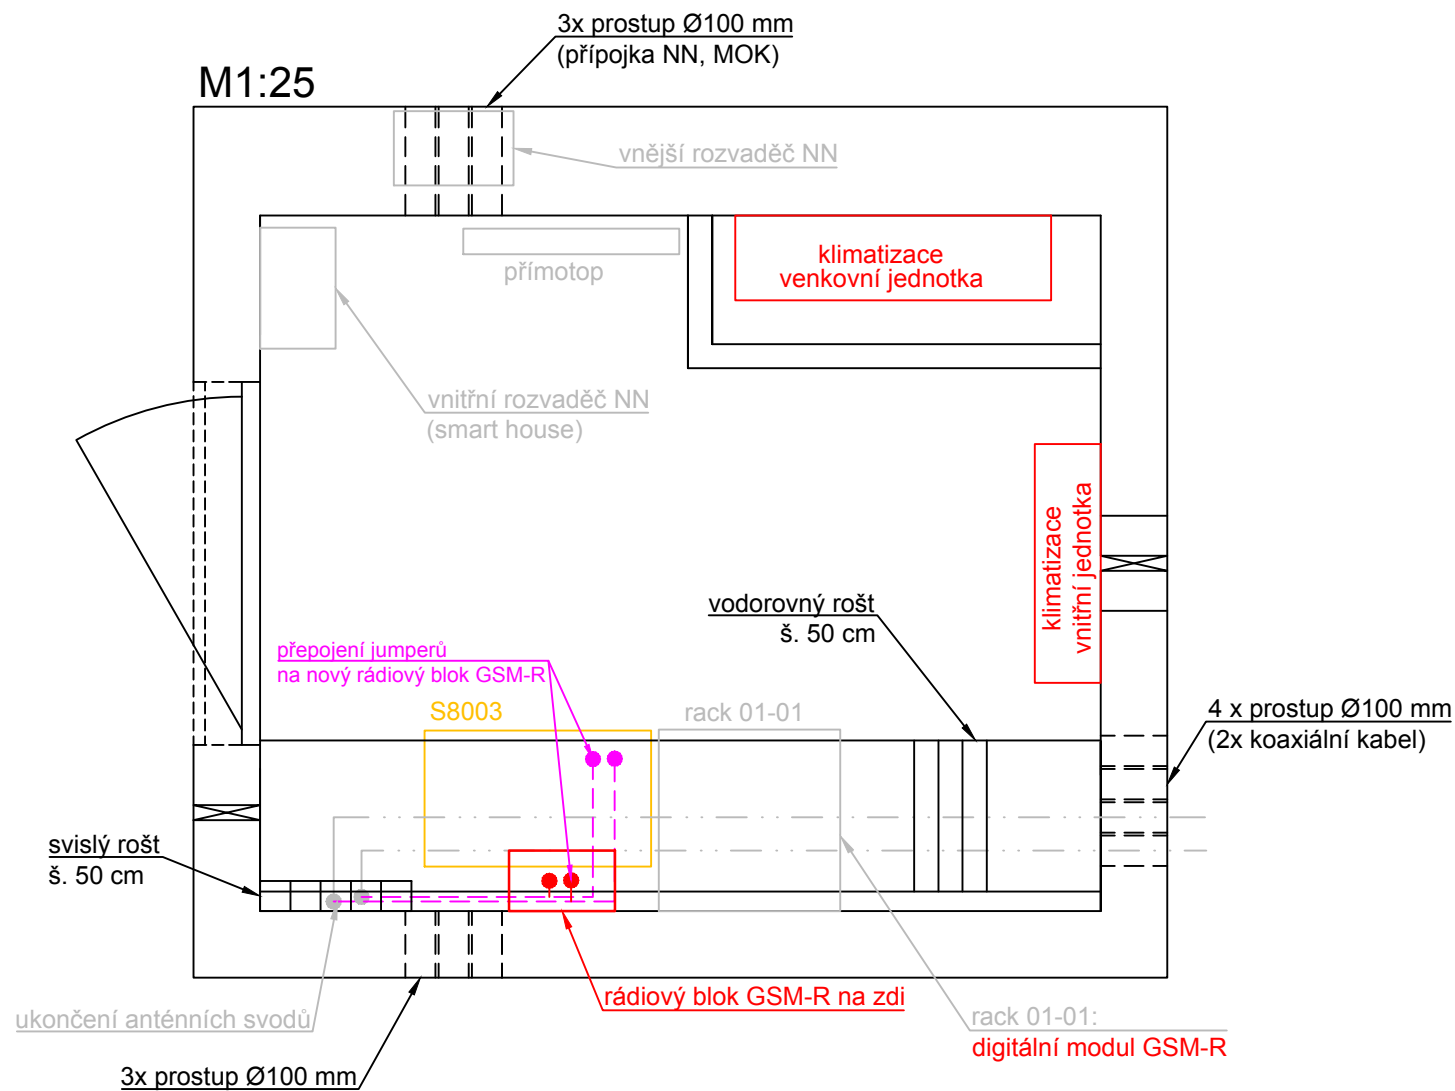 3x prostup Ø100 mm
(přípojka NN, MOK)
M1:25
vnější rozvaděč NN
klimatizace
venkovní jednotka
přímotop
vnitřní rozvaděč NN
(smart house)
klimatizace
vnitřní jednotka
vodorovný rošt
š. 50 cm
přepojení jumperů
na nový rádiový blok GSM-R
S8003
rack 01-01
4 x prostup Ø100 mm
(2x koaxiální kabel)
svislý rošt
š. 50 cm
rádiový blok GSM-R na zdi
ukončení anténních svodů
rack 01-01:
digitální modul GSM-R
3x prostup Ø100 mm